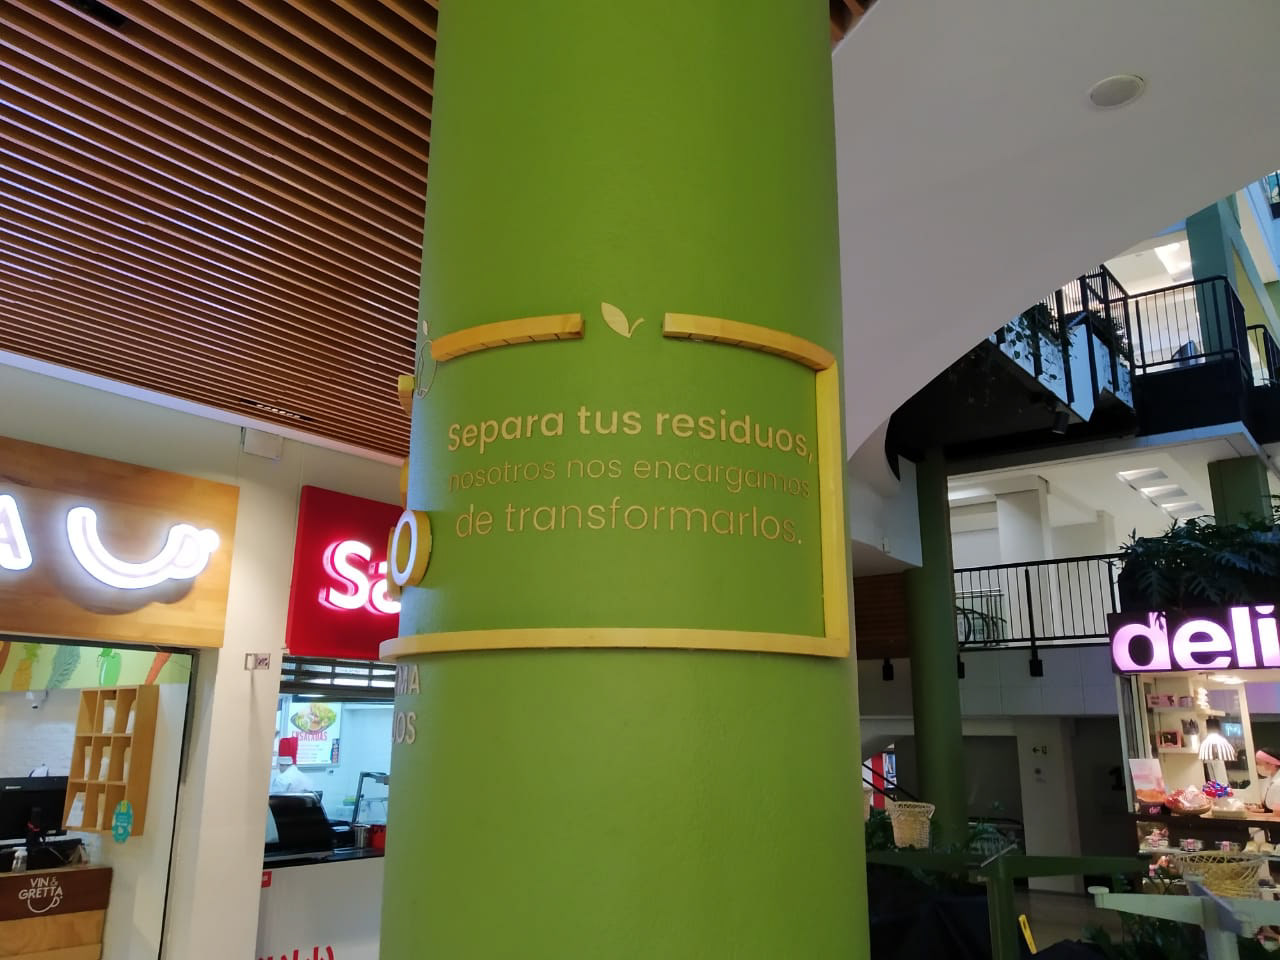 Separa tus residuos,
nosotros nos encargamos
de transformarlos.
VIN &
GRETTA
deli